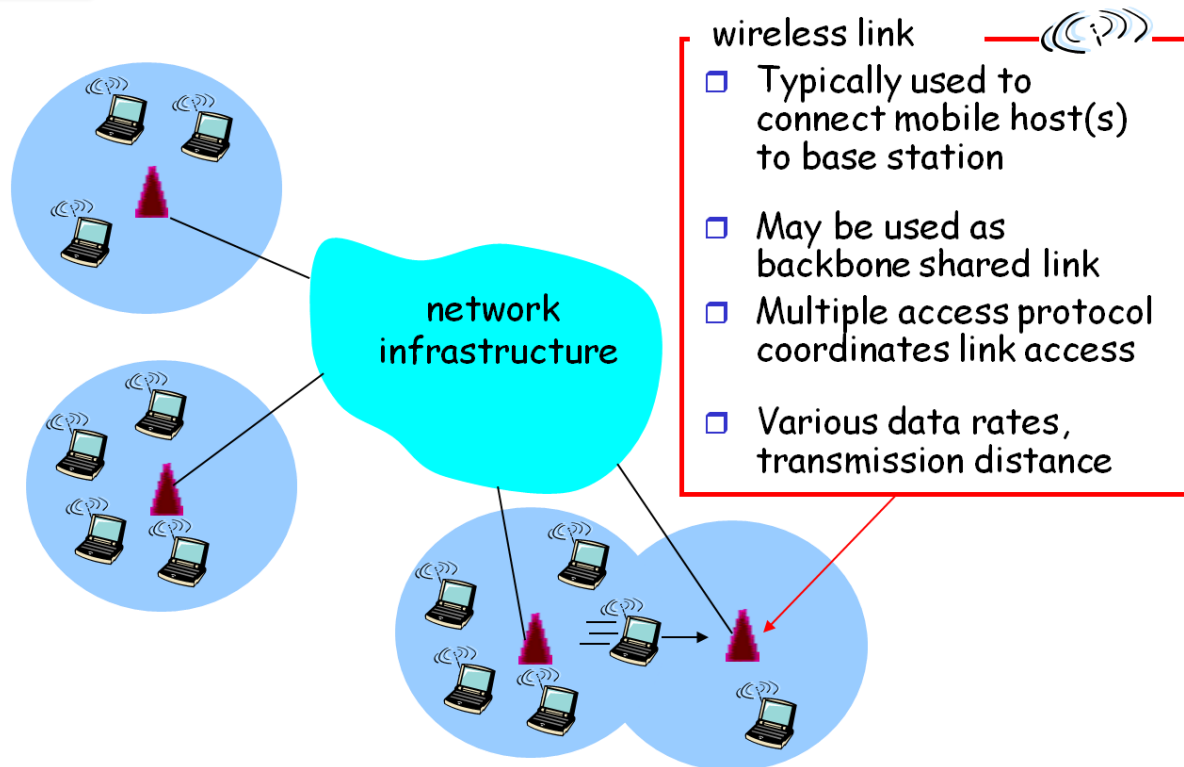 wireless link
Typically used to
connect mobile host(s)
to base station
May be used as
backbone shared link
Multiple access protocol
coordinates link access
Various data rates,
transmission distance
network
infrastructure